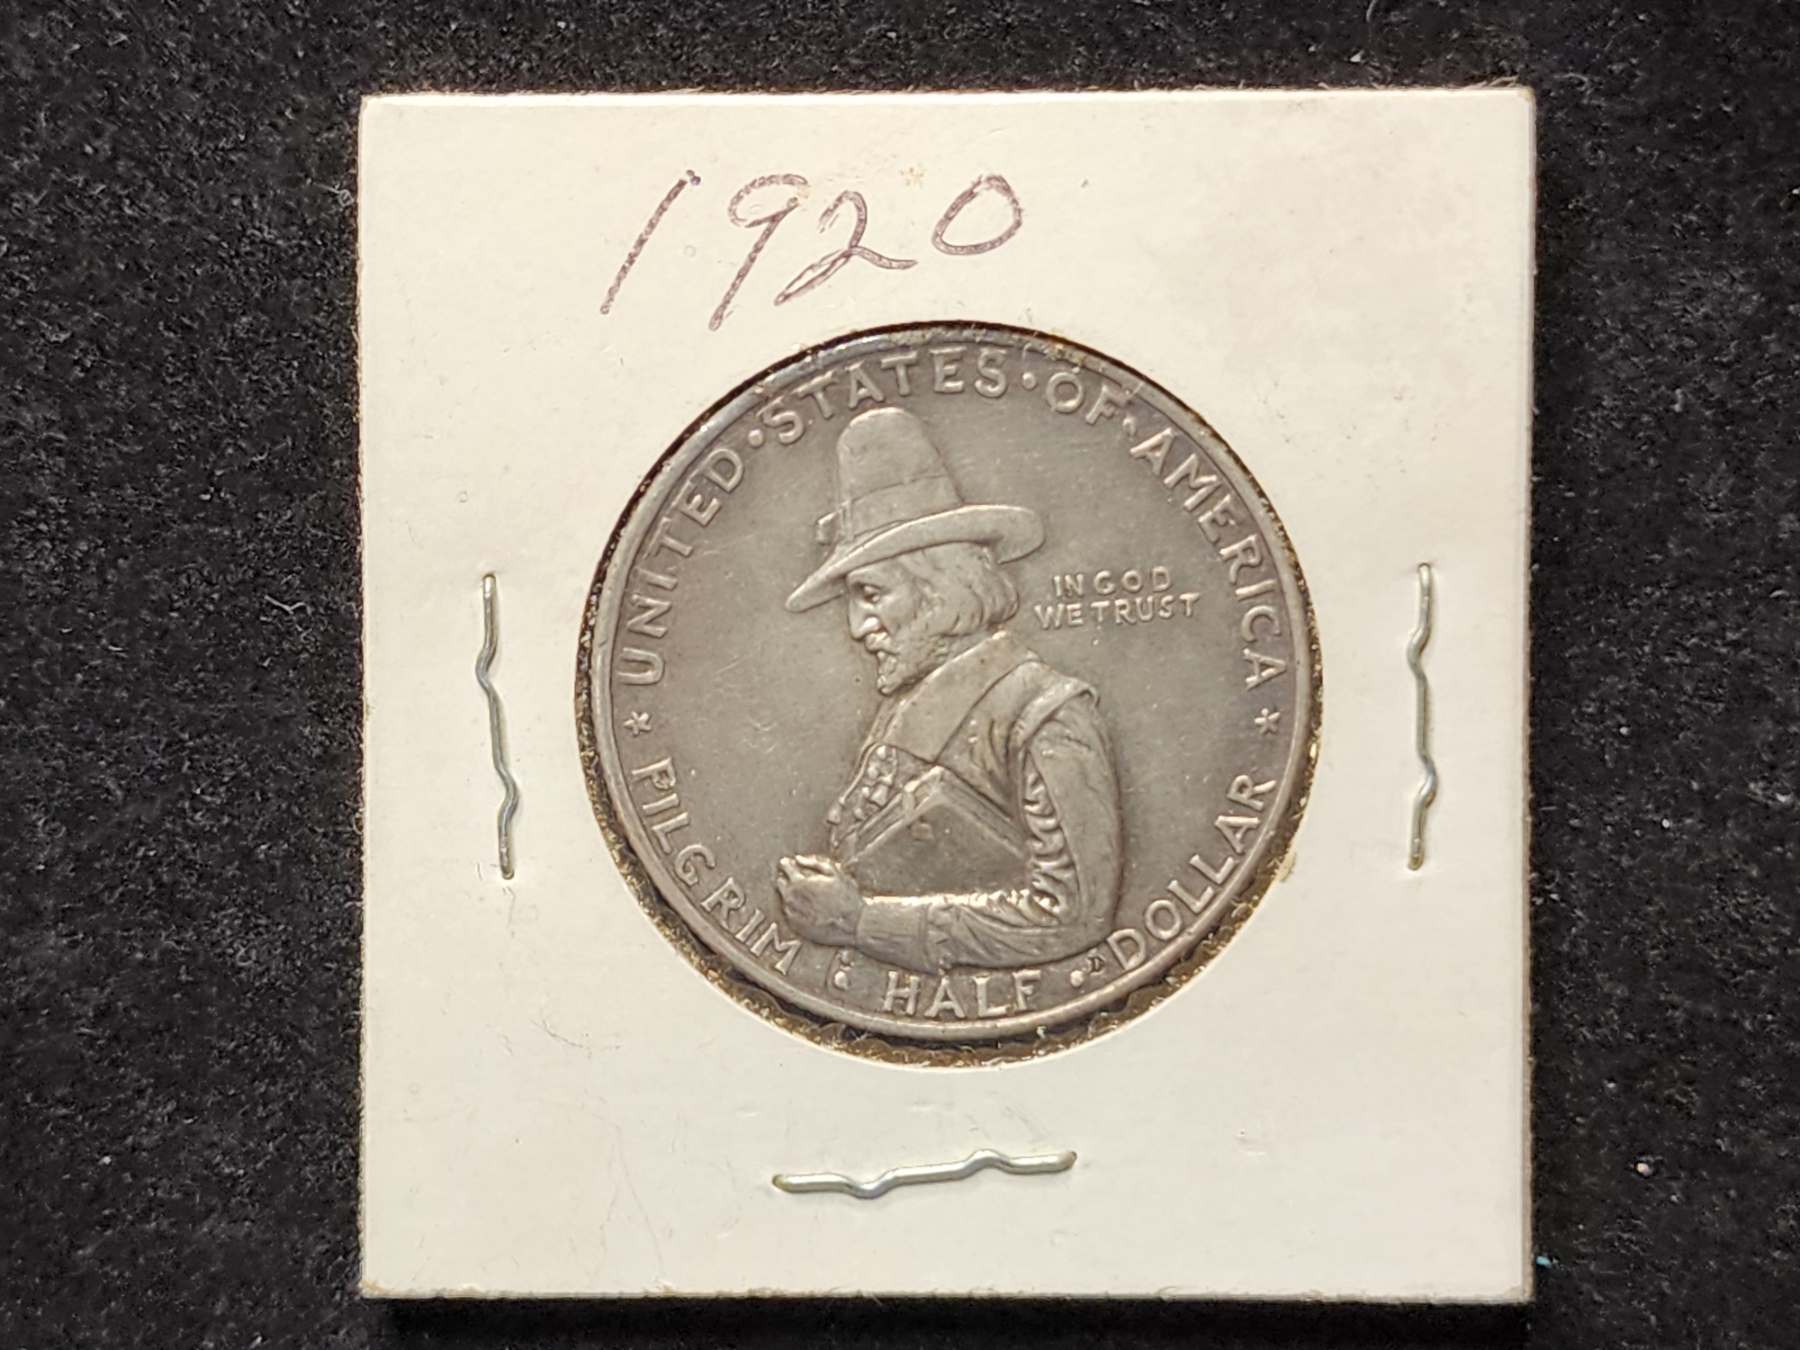 1920
UNITED · STATES · OF · AMERICA
IN GOD
WE TRUST
* PILGRIM : HALF : DOLLAR *
D